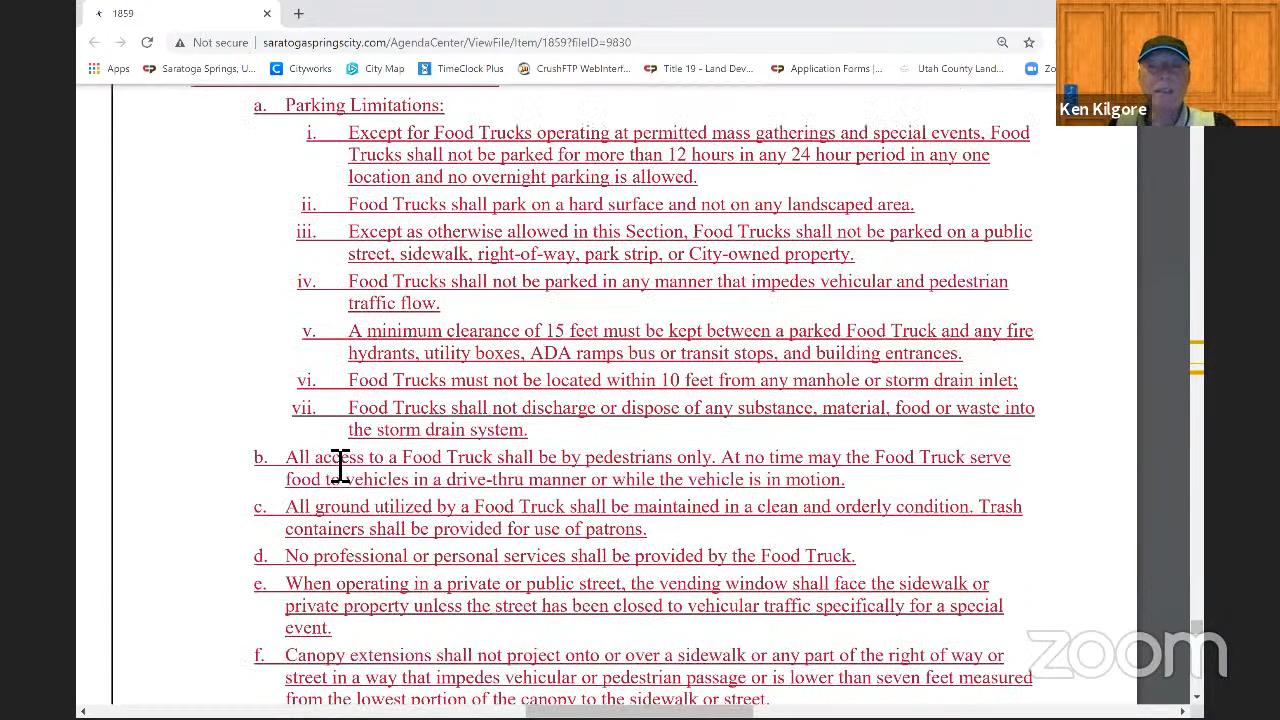 1859
Not secure
saratogaspringscity.com/AgendaCenter/ViewFile/Item/1859?fileID=9830
Apps
Saratoga Springs, U...
Cityworks
City Map
TimeClock Plus
CrushFTP WebInterf...
Title 19 - Land Dev...
Application Forms |...
Utah County Land...
Zo
Ken Kilgore
a. Parking Limitations:
i. Except for Food Trucks operating at permitted mass gatherings and special events, Food
Trucks shall not be parked for more than 12 hours in any 24 hour period in any one
location and no overnight parking is allowed.
ii. Food Trucks shall park on a hard surface and not on any landscaped area.
iii. Except as otherwise allowed in this Section, Food Trucks shall not be parked on a public
street, sidewalk, right-of-way, park strip, or City-owned property.
iv. Food Trucks shall not be parked in any manner that impedes vehicular and pedestrian
traffic flow.
v. A minimum clearance of 15 feet must be kept between a parked Food Truck and any fire
hydrants, utility boxes, ADA ramps bus or transit stops, and building entrances.
vi. Food Trucks must not be located within 10 feet from any manhole or storm drain inlet;
vii. Food Trucks shall not discharge or dispose of any substance, material, food or waste into
the storm drain system.
b. All access to a Food Truck shall be by pedestrians only. At no time may the Food Truck serve
food to vehicles in a drive-thru manner or while the vehicle is in motion.
c. All ground utilized by a Food Truck shall be maintained in a clean and orderly condition. Trash
containers shall be provided for use of patrons.
d. No professional or personal services shall be provided by the Food Truck.
e. When operating in a private or public street, the vending window shall face the sidewalk or
private property unless the street has been closed to vehicular traffic specifically for a special
event.
f. Canopy extensions shall not project onto or over a sidewalk or any part of the right of way or
street in a way that impedes vehicular or pedestrian passage or is lower than seven feet measured
from the lowest portion of the canopy to the sidewalk or street.
zoom